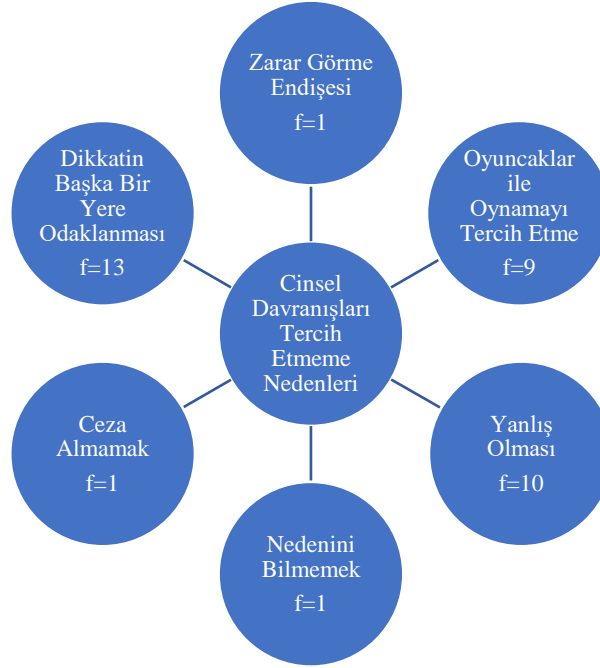 Zarar Görme
Endişesi
f=1
Oyuncaklar
ile
Oynamayı
Tercih Etme
f=9
Yanlış
Olması
f=10
Nedenini
Bilmemek
f=1
Ceza
Almamak
f=1
Dikkatin
Başka Bir
Yere
Odaklanması
f=13
Cinsel
Davranışları
Tercih
Etmeme
Nedenleri